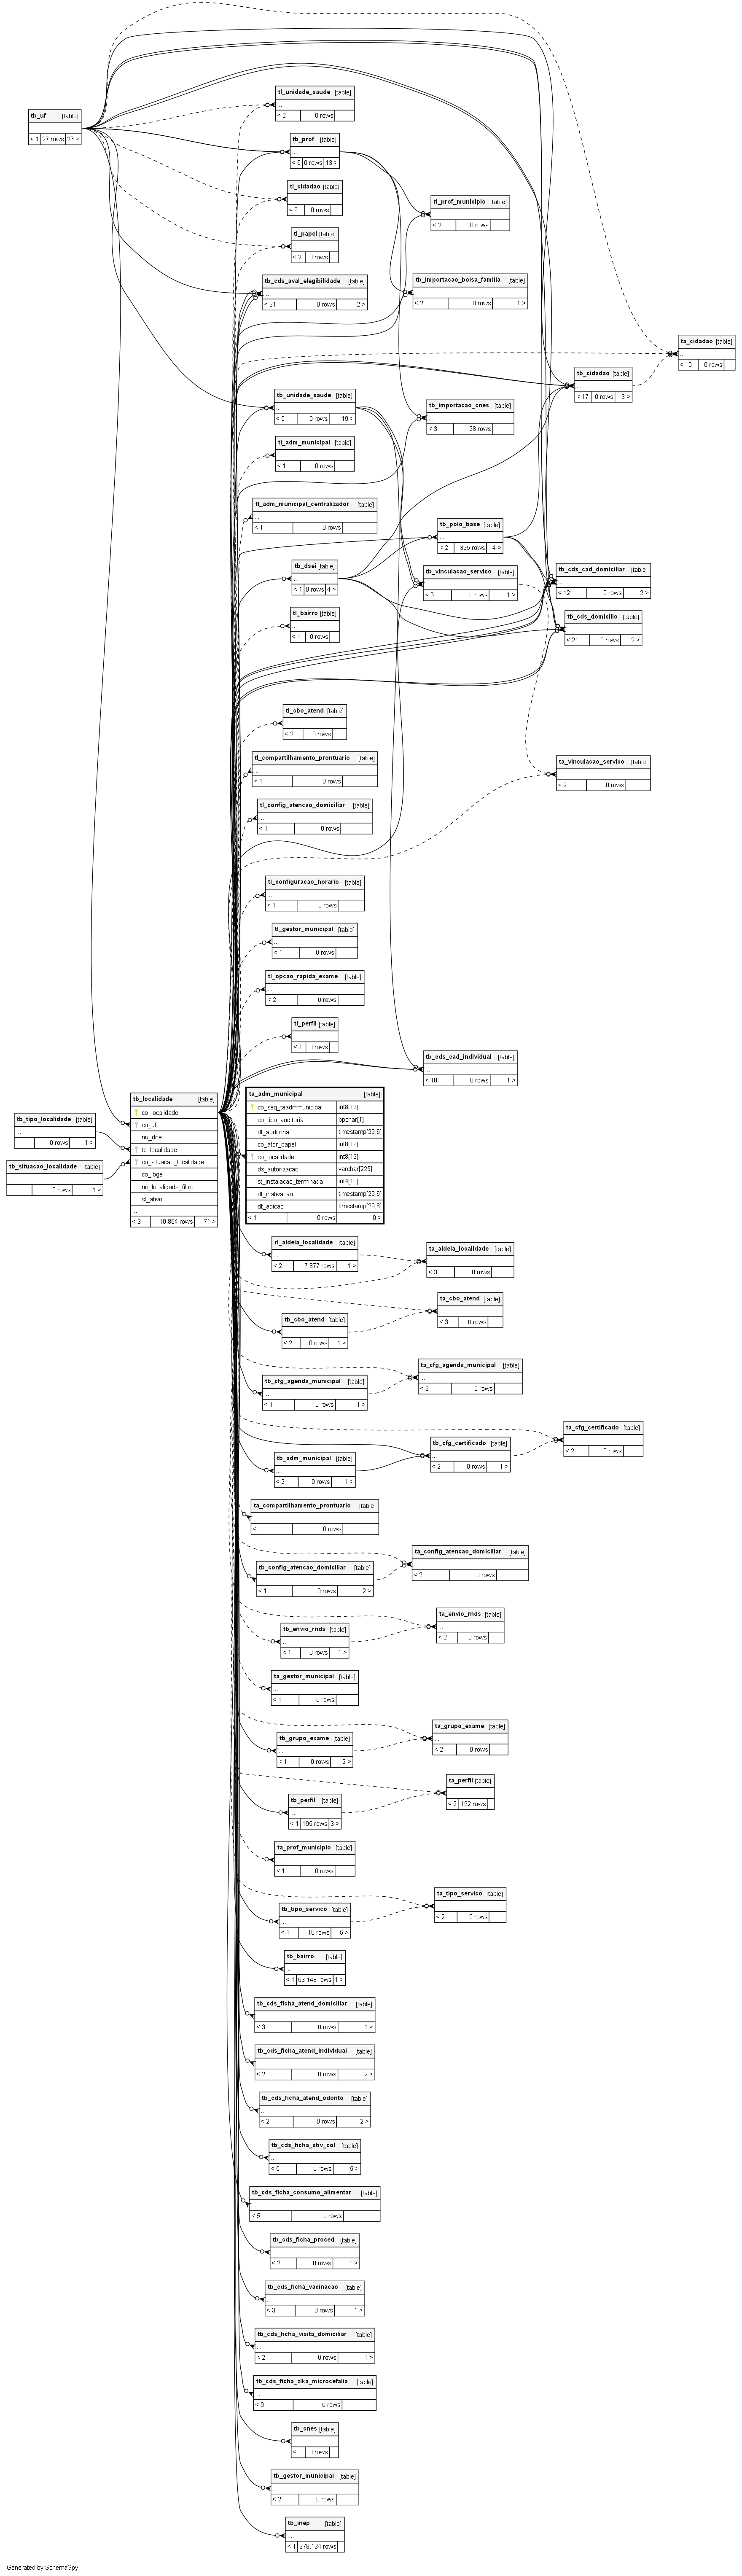 tb_uf [table]
...
< 1 27 rows 26 >
tl_unidade_saude [table]
...
< 2 0 rows
tb_prof [table]
...
< 6 0 rows 13 >
tl_cidadao [table]
...
< 9 0 rows
tl_papel [table]
...
< 2 0 rows
rl_prof_municipio [table]
...
< 2 0 rows
tb_cds_aval_elegibilidade [table]
...
< 21 0 rows 2 >
tb_importacao_bolsa_familia [table]
...
< 2 0 rows 1 >
ta_cidadao [table]
...
< 10 0 rows
tb_cidadao [table]
...
< 17 0 rows 13 >
tb_unidade_saude [table]
...
< 5 0 rows 19 >
tb_importacao_cnes [table]
...
< 3 28 rows
tl_adm_municipal [table]
...
< 1 0 rows
tl_adm_municipal_centralizador [table]
...
< 1 0 rows
tb_polo_base [table]
...
< 2 395 rows 4 >
tb_dsei [table]
...
< 1 0 rows 4 >
tb_vinculacao_servico [table]
...
< 3 0 rows 1 >
tb_cds_cad_domiciliar [table]
...
< 12 0 rows 2 >
tl_bairro [table]
...
< 1 0 rows
tb_cds_domicilio [table]
...
< 21 0 rows 2 >
tl_cbo_atend [table]
...
< 2 0 rows
tl_compartilhamento_prontuario [table]
...
< 1 0 rows
ta_vinculacao_servico [table]
...
< 2 0 rows
tl_config_atencao_domiciliar [table]
...
< 1 0 rows
tl_configuracao_horario [table]
...
< 1 0 rows
tl_gestor_municipal [table]
...
< 1 0 rows
tl_opcao_rapida_exame [table]
...
< 2 0 rows
tl_perfil [table]
...
< 1 0 rows
tb_cds_cad_individual [table]
...
< 10 0 rows 1 >
tb_tipo_localidade [table]
...
0 rows 1 >
tb_situacao_localidade [table]
...
0 rows 1 >
tb_localidade [table]
co_localidade
co_uf
nu_dne
tp_localidade
co_situacao_localidade
co_ibge
no_localidade_filtro
st_ativo
...
< 3 10.864 rows 71 >
ta_adm_municipal [table]
co_seq_taadmmunicipal int8[19]
co_tipo_auditoria bpchar[1]
dt_auditoria timestamp[29,6]
co_ator_papel int8[19]
co_localidade int8[19]
ds_autorizacao varchar[225]
st_instalacao_terminada int4[10]
dt_inativacao timestamp[29,6]
dt_adicao timestamp[29,6]
< 1 0 rows 0 >
rl_aldeia_localidade [table]
...
< 2 7.877 rows 1 >
ta_aldeia_localidade [table]
...
< 3 0 rows
ta_cbo_atend [table]
...
< 3 0 rows
tb_cbo_atend [table]
...
< 2 0 rows 1 >
ta_cfg_agenda_municipal [table]
...
< 2 0 rows
tb_cfg_agenda_municipal [table]
...
< 1 0 rows 1 >
ta_cfg_certificado [table]
...
< 2 0 rows
tb_cfg_certificado [table]
...
< 2 0 rows 1 >
tb_adm_municipal [table]
...
< 2 0 rows 1 >
ta_compartilhamento_prontuario [table]
...
< 1 0 rows
ta_config_atencao_domiciliar [table]
...
< 2 0 rows
tb_config_atencao_domiciliar [table]
...
< 1 0 rows 2 >
ta_envio_rnds [table]
...
< 2 0 rows
tb_envio_rnds [table]
...
< 1 0 rows 1 >
ta_gestor_municipal [table]
...
< 1 0 rows
ta_grupo_exame [table]
...
< 2 0 rows
tb_grupo_exame [table]
...
< 1 0 rows 2 >
ta_perfil [table]
...
< 2 192 rows
tb_perfil [table]
...
< 1 195 rows 3 >
ta_prof_municipio [table]
...
< 1 0 rows
ta_tipo_servico [table]
...
< 2 0 rows
tb_tipo_servico [table]
...
< 1 10 rows 5 >
tb_bairro [table]
...
< 1 63.148 rows 1 >
tb_cds_ficha_atend_domiciliar [table]
...
< 3 0 rows 1 >
tb_cds_ficha_atend_individual [table]
...
< 2 0 rows 2 >
tb_cds_ficha_atend_odonto [table]
...
< 2 0 rows 2 >
tb_cds_ficha_ativ_col [table]
...
< 5 0 rows 5 >
tb_cds_ficha_consumo_alimentar [table]
...
< 5 0 rows
tb_cds_ficha_proced [table]
...
< 2 0 rows 1 >
tb_cds_ficha_vacinacao [table]
...
< 3 0 rows 1 >
tb_cds_ficha_visita_domiciliar [table]
...
< 2 0 rows 1 >
tb_cds_ficha_zika_microcefalia [table]
...
< 9 0 rows
tb_cnes [table]
...
< 1 0 rows
tb_gestor_municipal [table]
...
< 2 0 rows
tb_inep [table]
...
< 1 278.134 rows
Generated by SchemaSpy